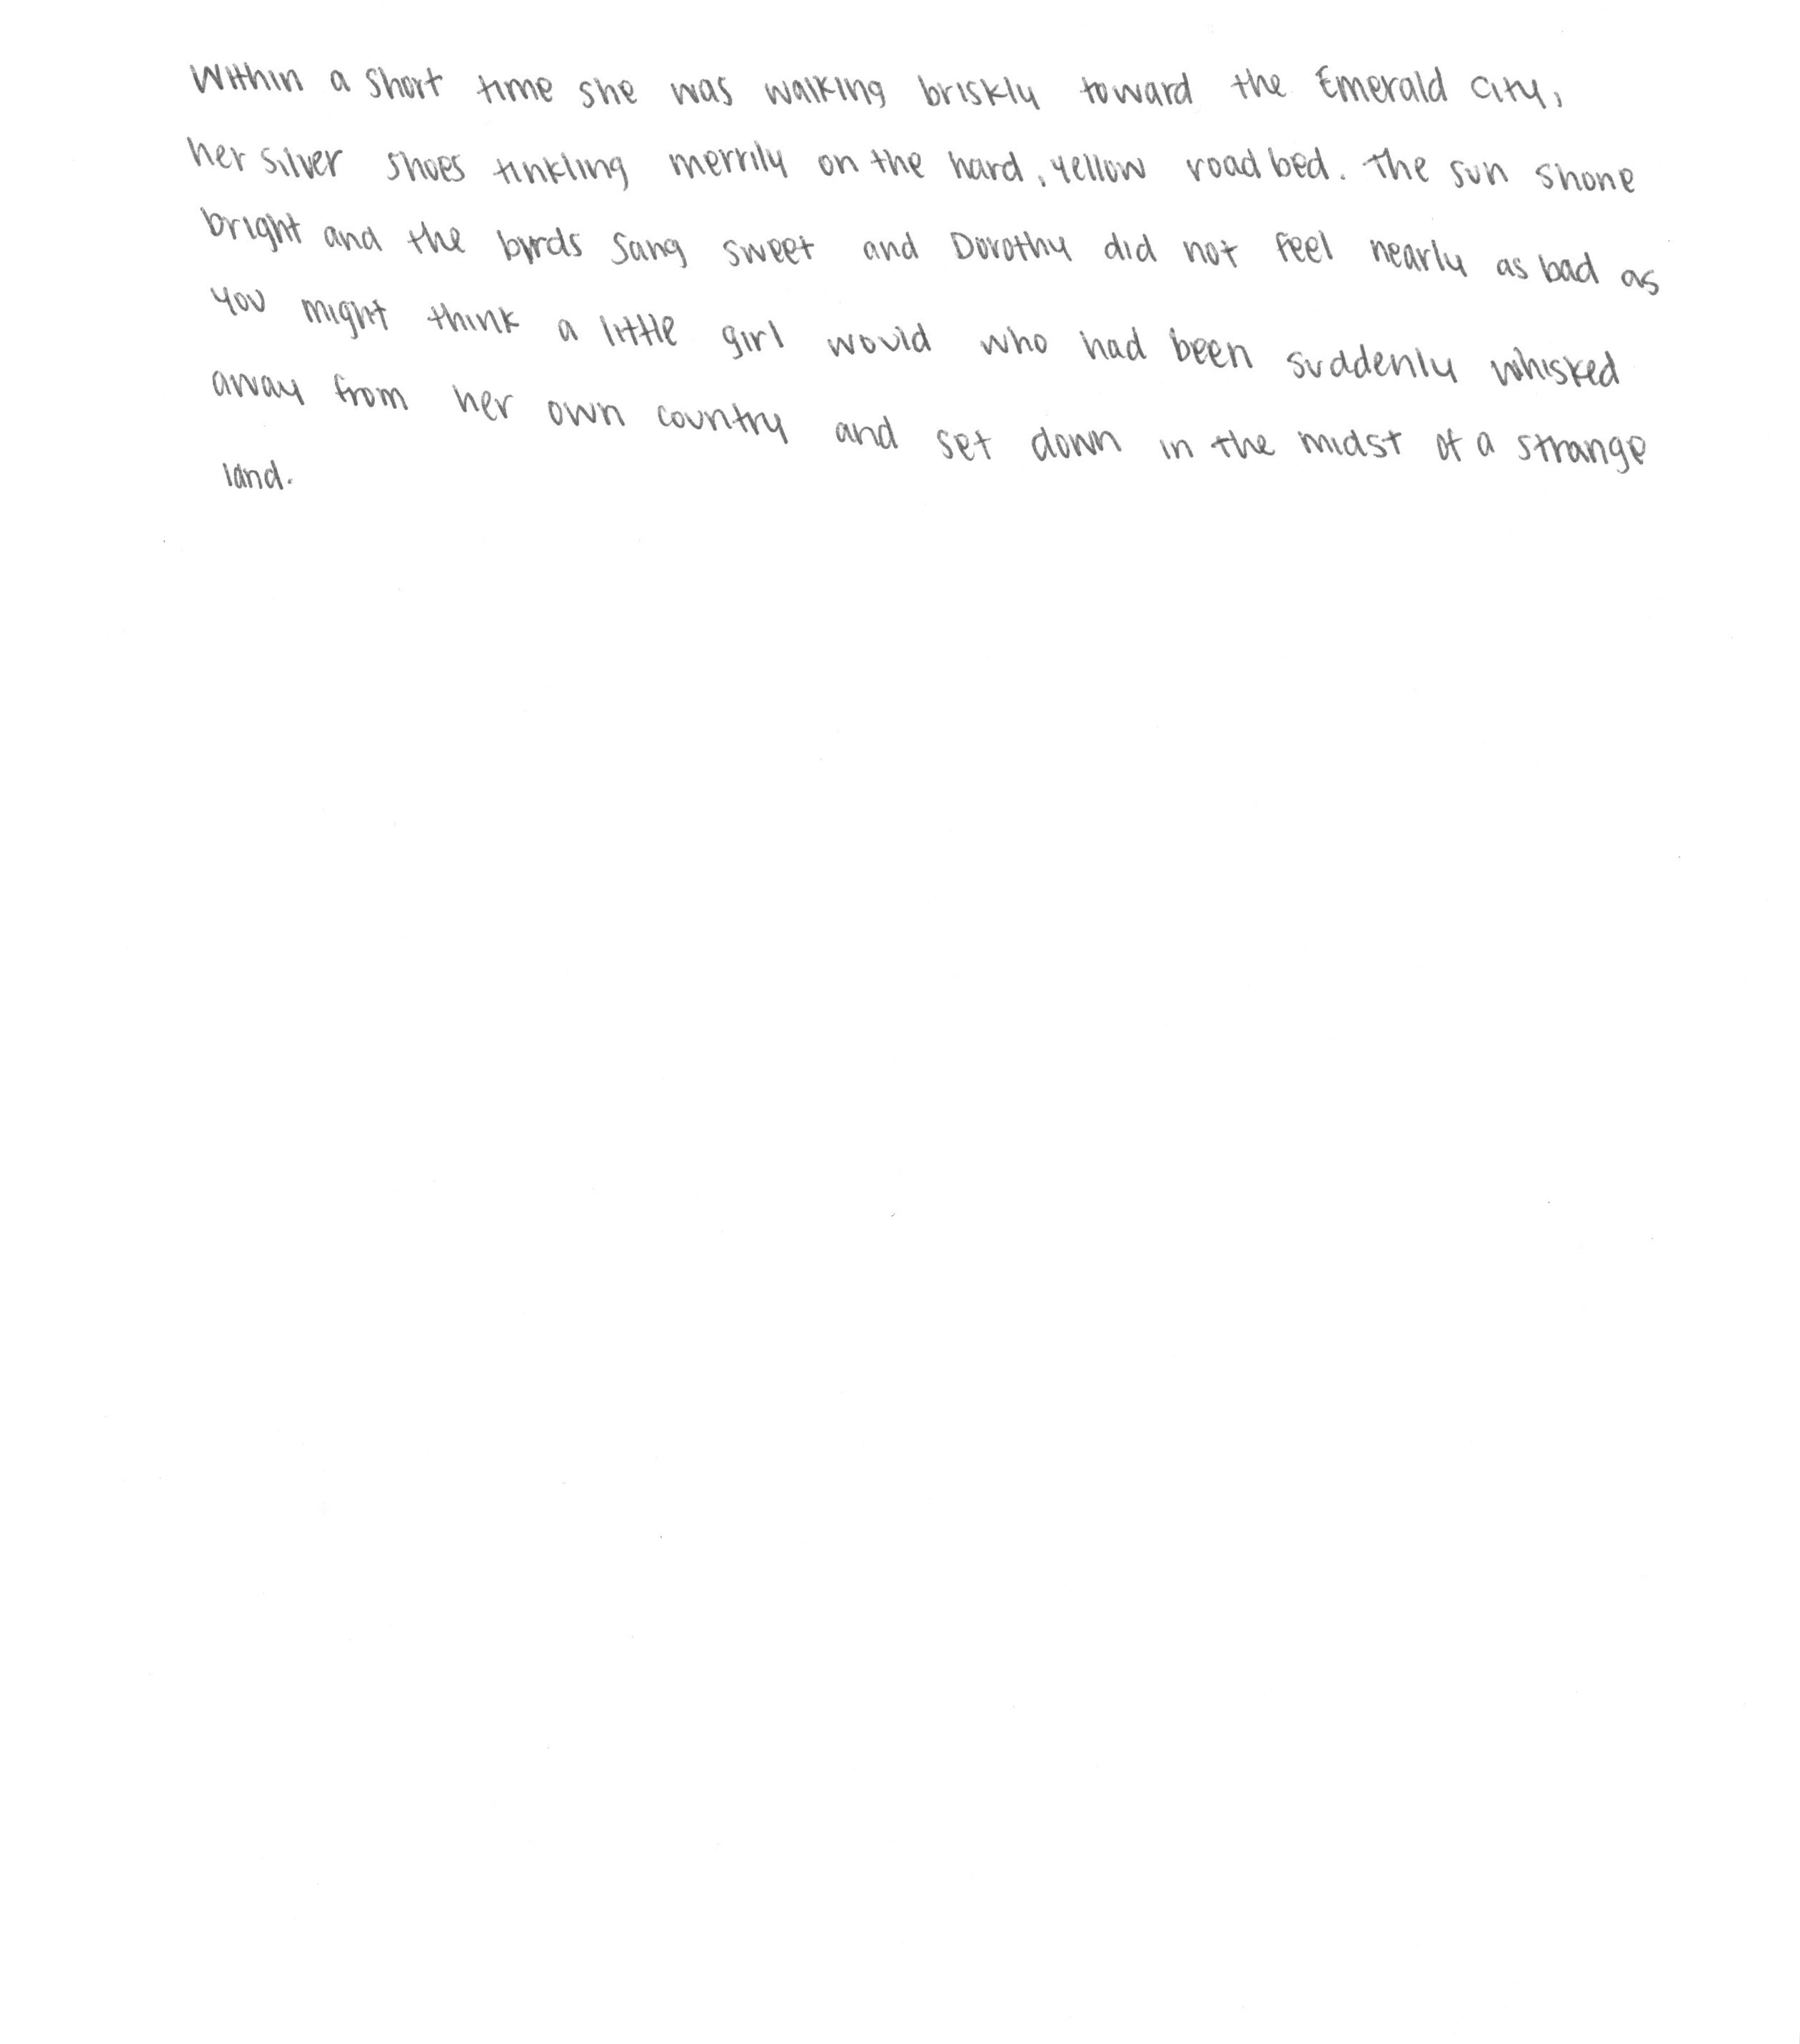 Within a short time she was walking briskly toward the Emerald City,
her silver shoes tinkling merrily on the hard, yellow road bed. The sun shone
bright and the birds sang sweet and Dorothy did not feel nearly as bad as
you might think a little girl would who had been suddenly whisked
away from her own country and set down in the midst of a strange
land.